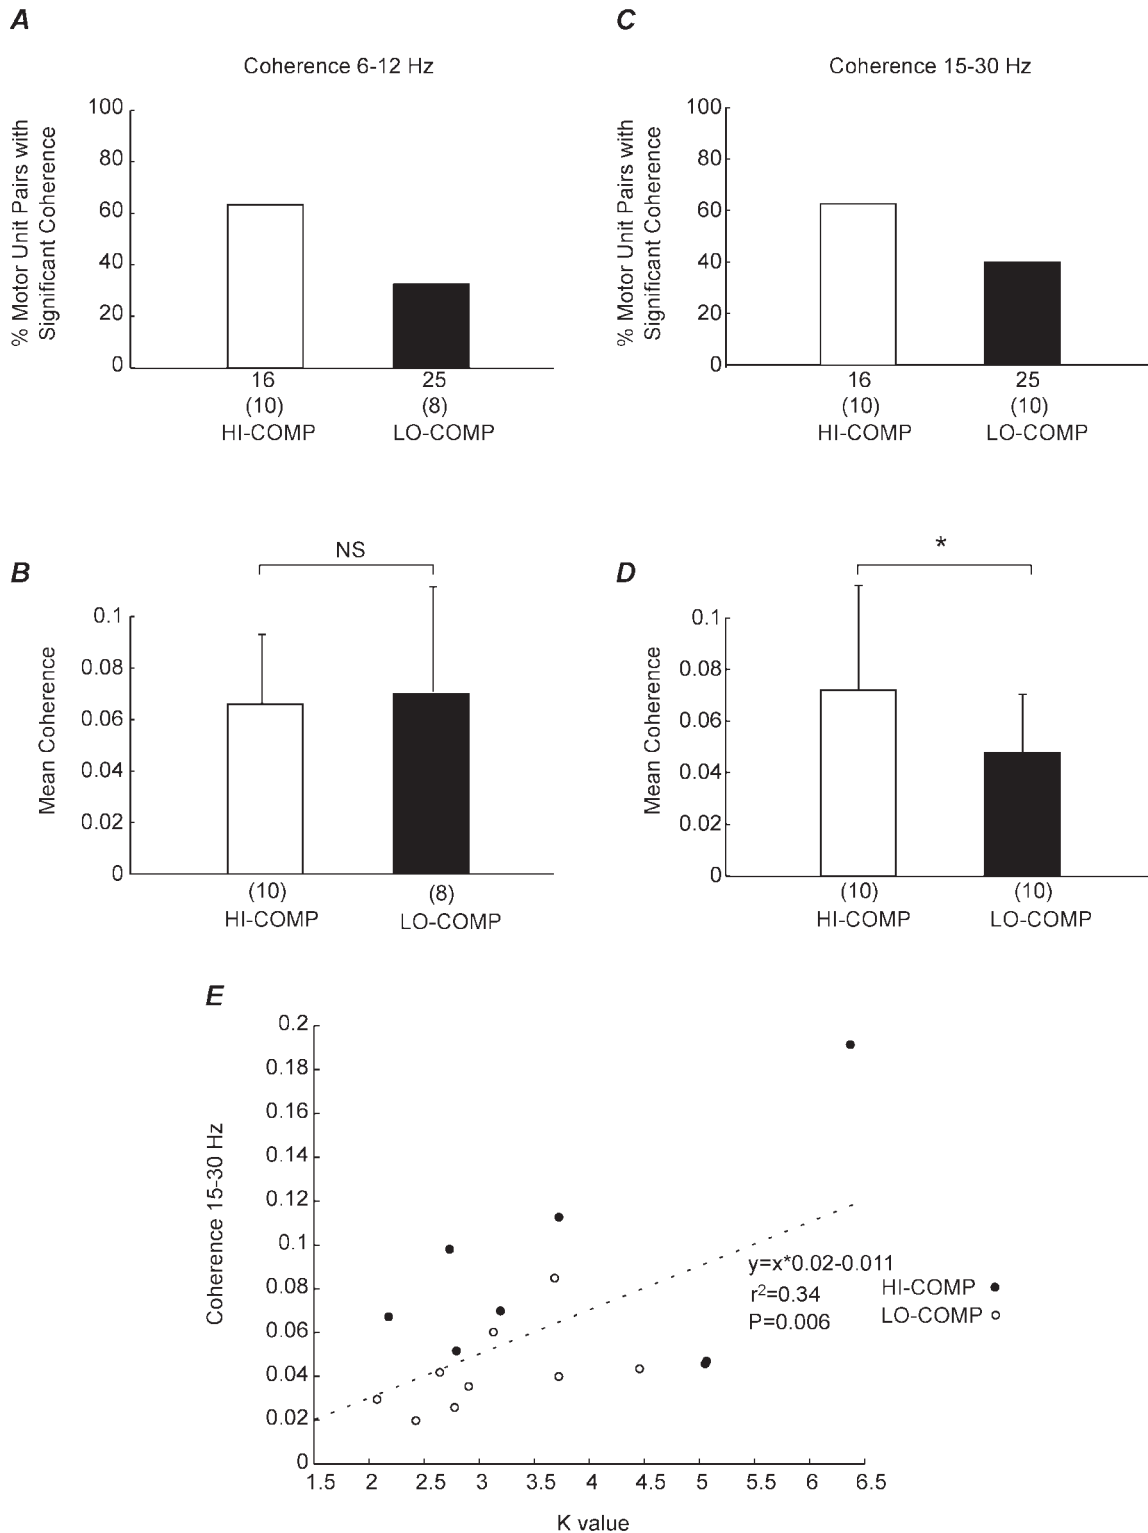 A
Coherence 6-12 Hz
% Motor Unit Pairs with
Significant Coherence
100
80
60
40
20
0
16
25
(10)
(8)
HI-COMP
LO-COMP
C
Coherence 15-30 Hz
% Motor Unit Pairs with
Significant Coherence
100
80
60
40
20
0
16
25
(10)
(10)
HI-COMP
LO-COMP
B
NS
Mean Coherence
0.1
0.08
0.06
0.04
0.02
0
(10)
(8)
HI-COMP
LO-COMP
D
*
Mean Coherence
0.1
0.08
0.06
0.04
0.02
0
(10)
(10)
HI-COMP
LO-COMP
E
Coherence 15-30 Hz
0.2
0.18
0.16
0.14
0.12
0.1
0.08
0.06
0.04
0.02
0
y=x*0.02-0.011
r²=0.34
P=0.006
HI-COMP
LO-COMP
1.5 2 2.5 3 3.5 4 4.5 5 5.5 6 6.5
K value